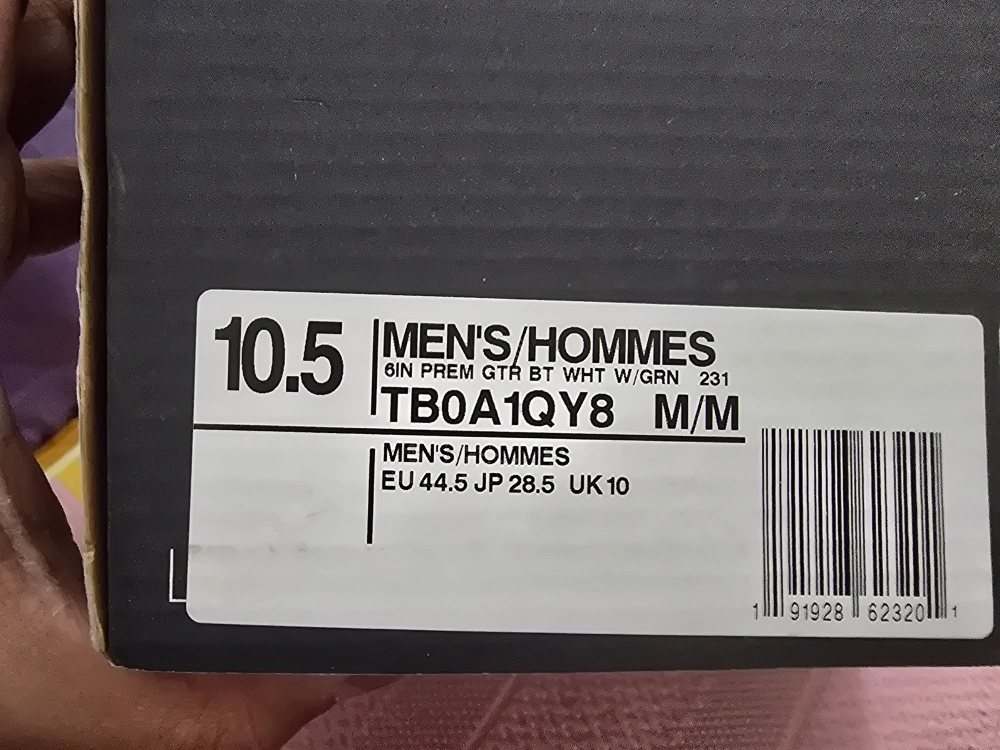 10.5
MEN'S/HOMMES
6IN PREM GTR BT WHT W/GRN 231
TB0A1QY8 M/M
MEN'S/HOMMES
EU 44.5 JP 28.5 UK 10
1 91928 62320 1